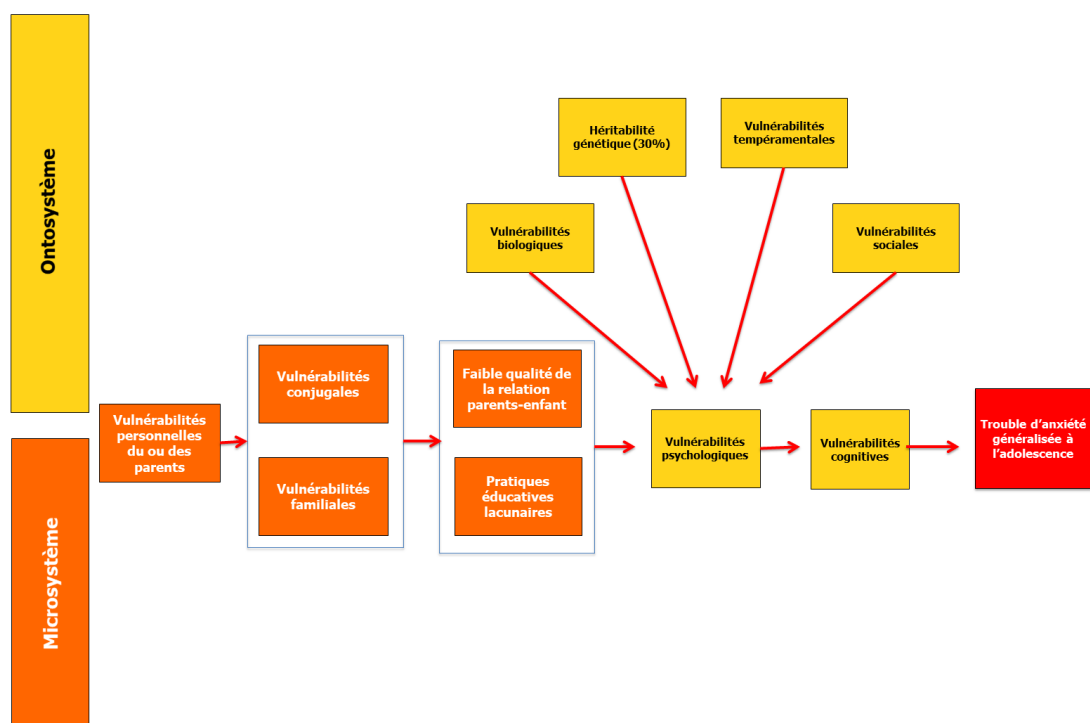 Ontosystème
Microsystème
Héritabilité
génétique (30%)
Vulnérabilités
tempéramentales
Vulnérabilités
biologiques
Vulnérabilités
sociales
Vulnérabilités
personnelles
du ou des
parents
Vulnérabilités
conjugales
Vulnérabilités
familiales
Faible qualité de
la relation
parents-enfant
Pratiques
éducatives
lacunaires
Vulnérabilités
psychologiques
Vulnérabilités
cognitives
Trouble d'anxiété
généralisée à
l'adolescence